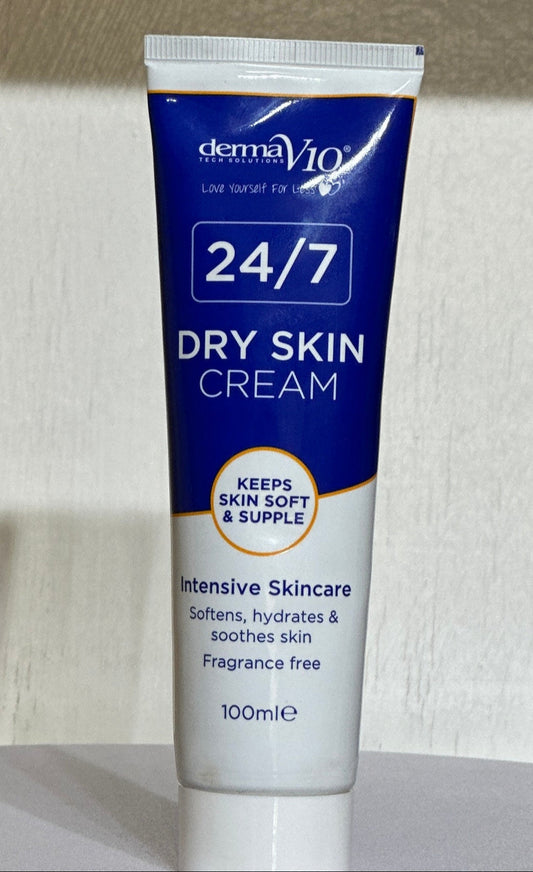 dermaV10®
TECH SOLUTIONS
Love Yourself For Less
24/7
DRY SKIN
CREAM
KEEPS
SKIN SOFT
& SUPPLE
Intensive Skincare
Softens, hydrates &
soothes skin
Fragrance free
100ml℮